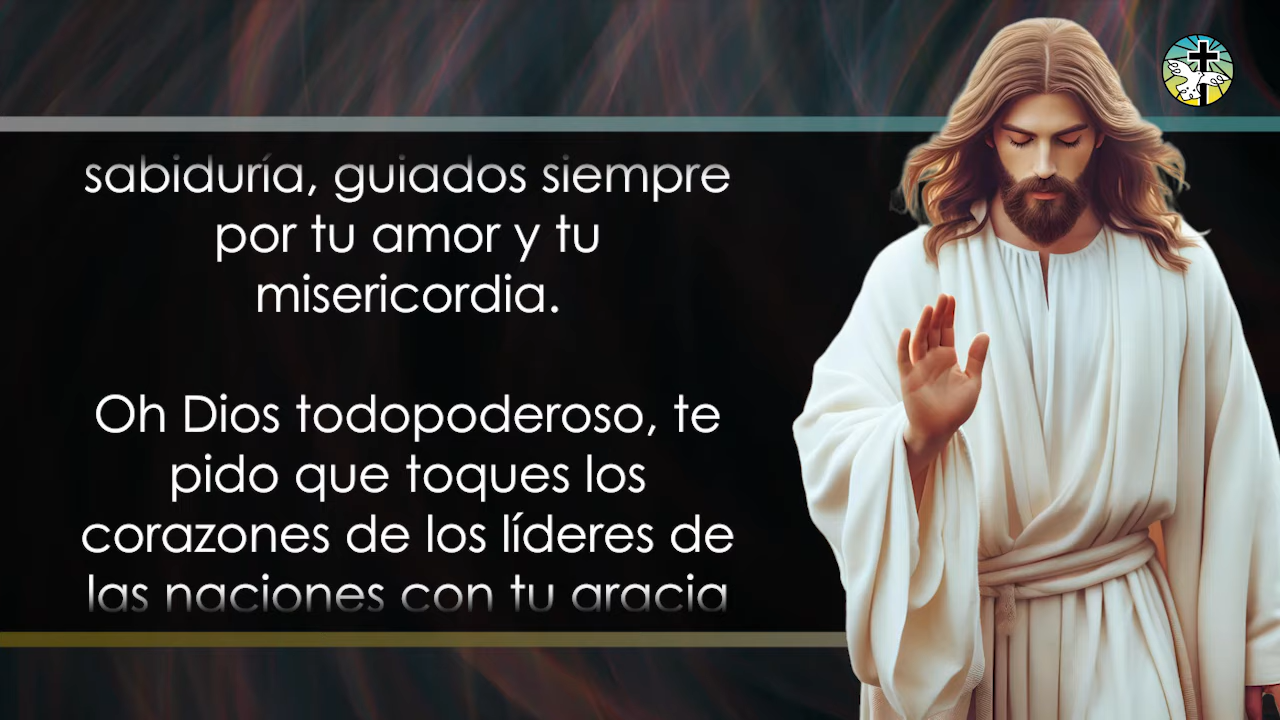 sabiduría, guiados siempre
por tu amor y tu
misericordia.
Oh Dios todopoderoso, te
pido que toques los
corazones de los líderes de
las naciones con tu gracia